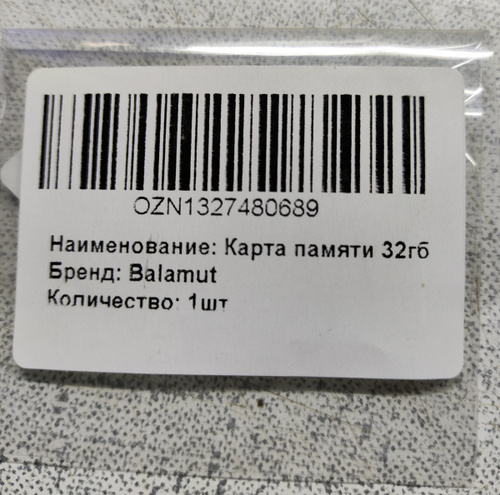 OZN1327480689
Наименование: Карта памяти 32гб
Бренд: Balamut
Количество: 1шт